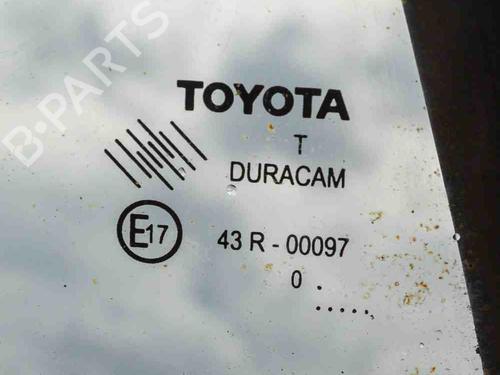 B-PARTS
TOYOTA
T
DURACAM
E17
43 R - 00097
0 .
.....